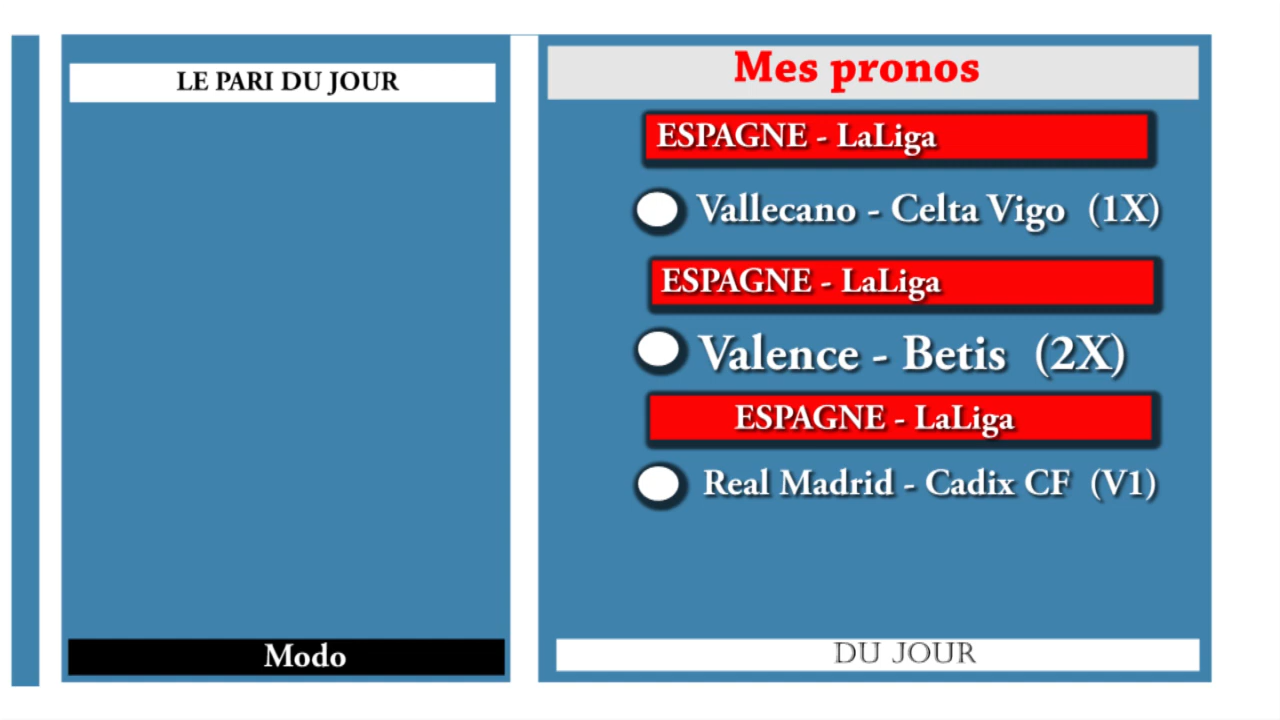 LE PARI DU JOUR
Modo
Mes pronos
ESPAGNE - LaLiga
Vallecano - Celta Vigo (1X)
ESPAGNE - LaLiga
Valence - Betis (2X)
ESPAGNE - LaLiga
Real Madrid - Cadix CF (V1)
DU JOUR